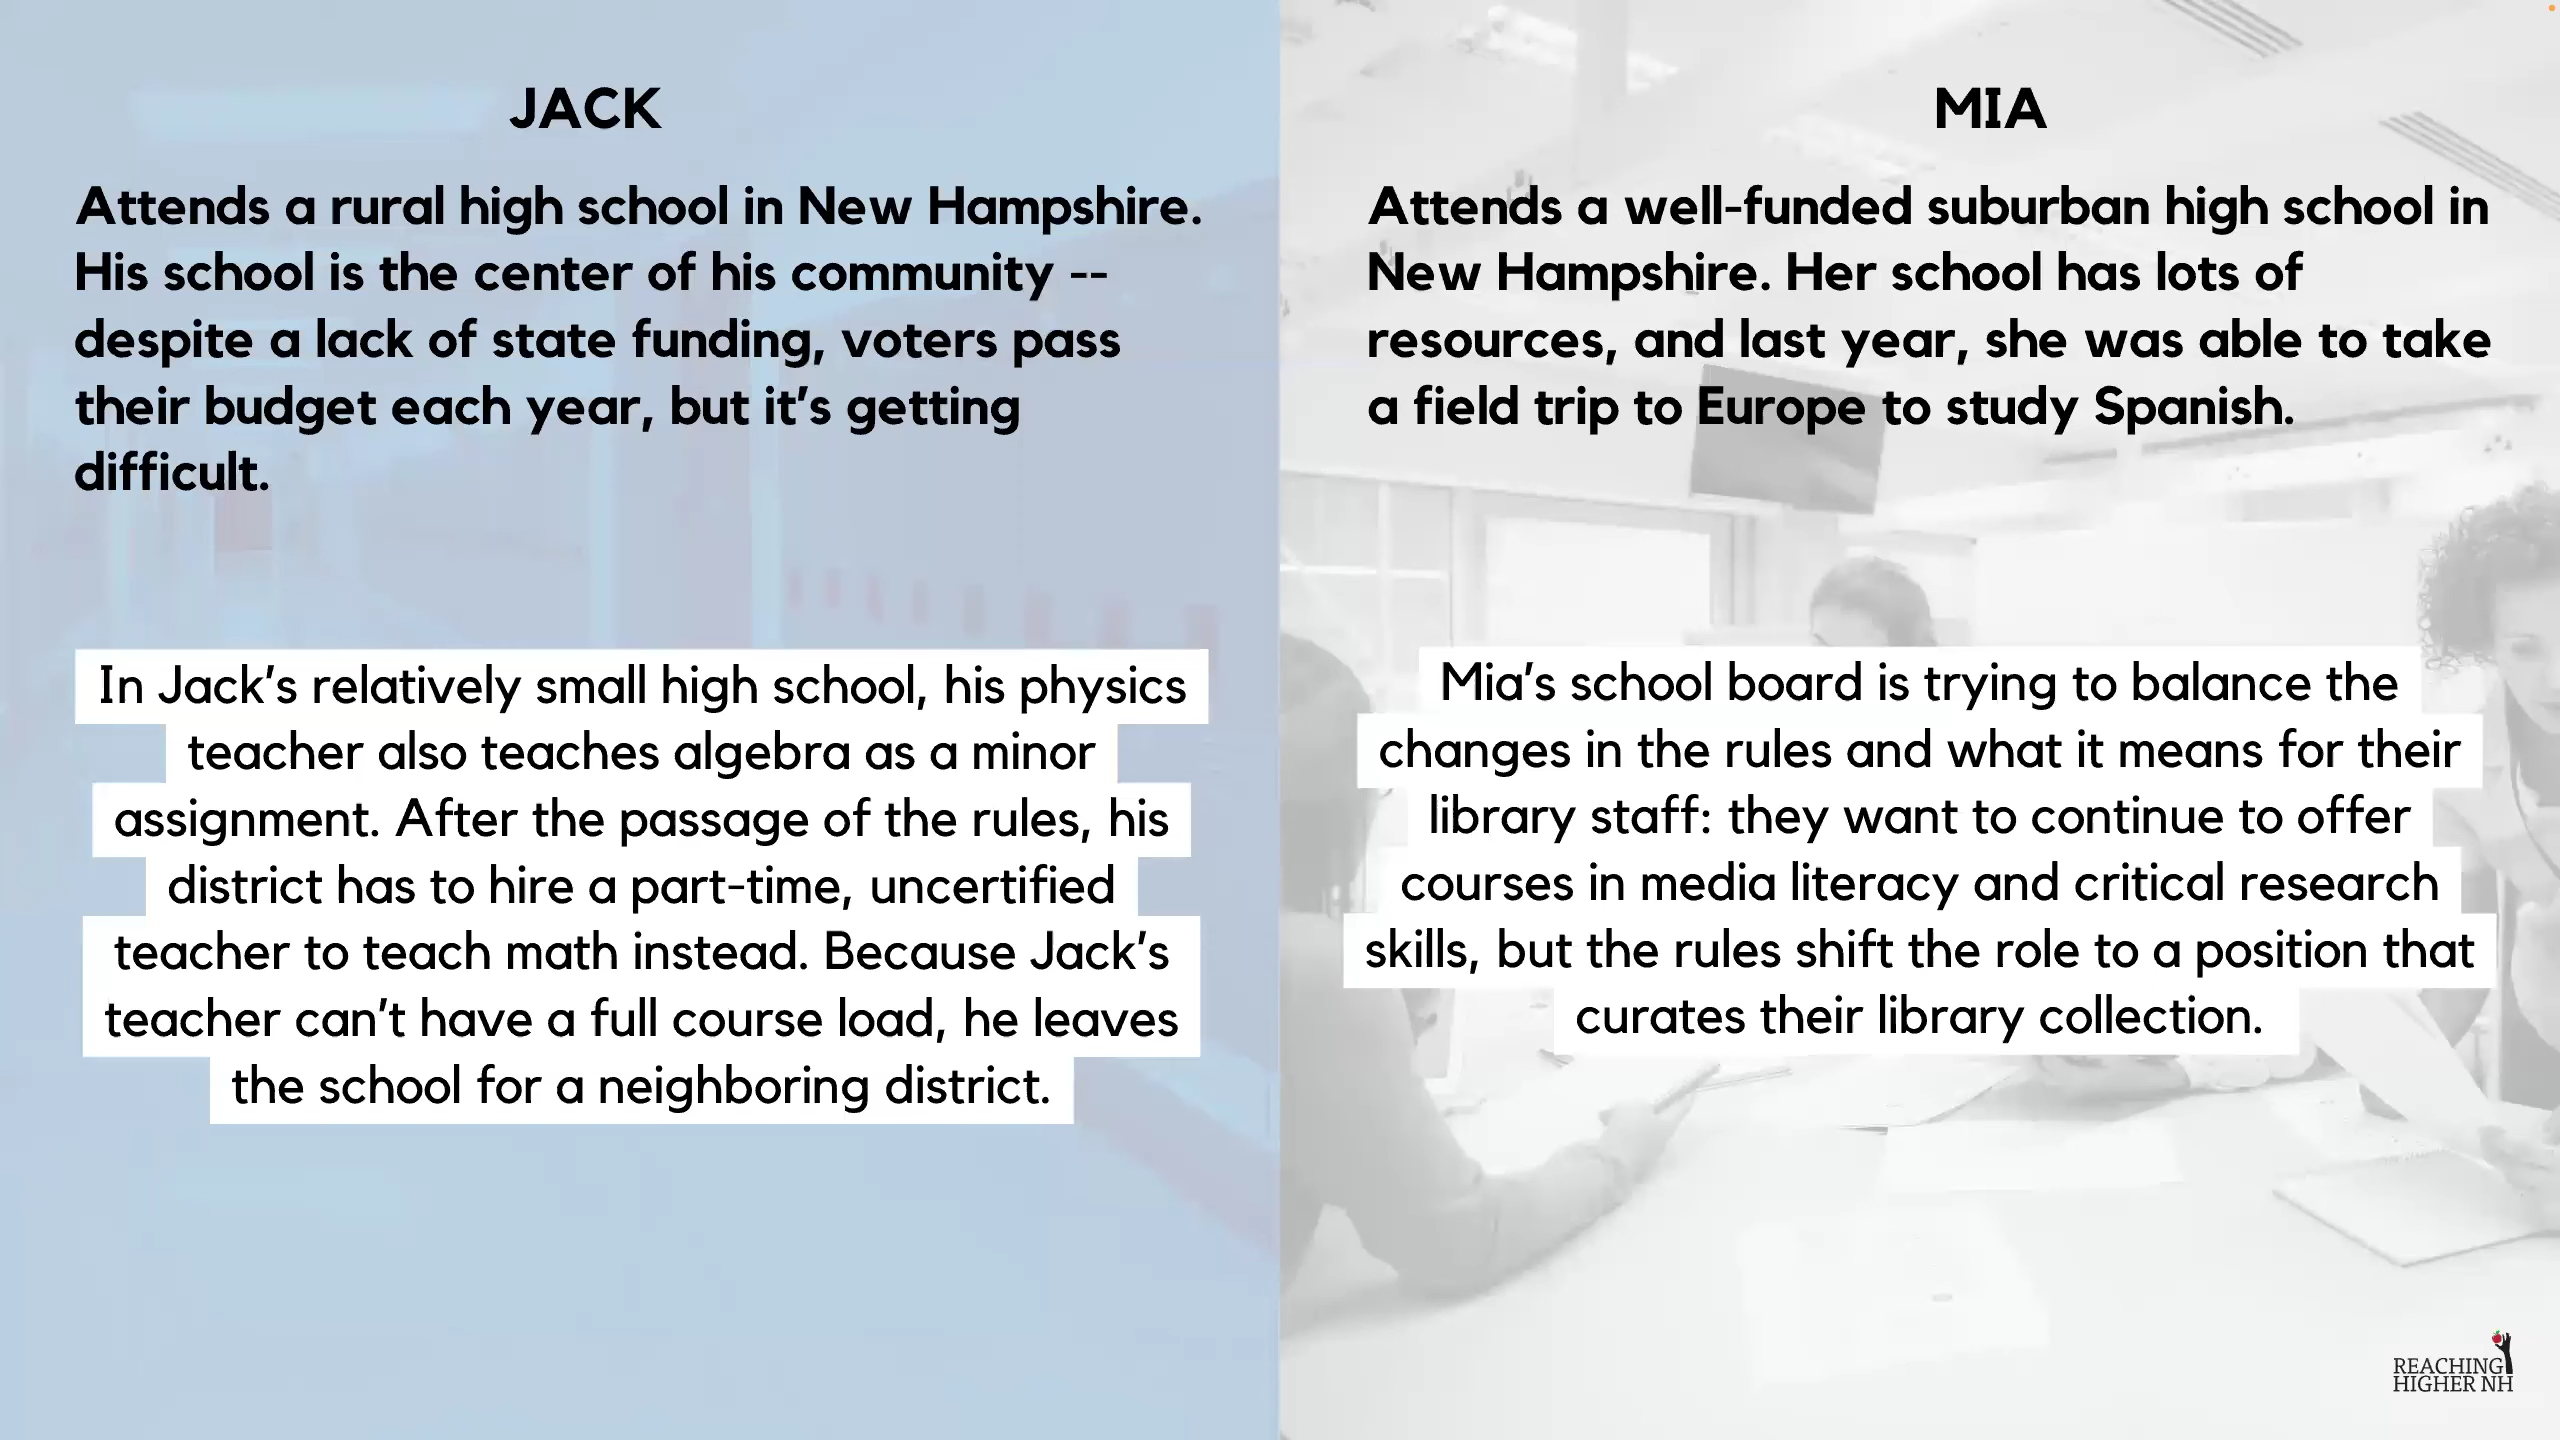 JACK
Attends a rural high school in New Hampshire.
His school is the center of his community --
despite a lack of state funding, voters pass
their budget each year, but it’s getting
difficult.
In Jack’s relatively small high school, his physics
teacher also teaches algebra as a minor
assignment. After the passage of the rules, his
district has to hire a part-time, uncertified
teacher to teach math instead. Because Jack’s
teacher can’t have a full course load, he leaves
the school for a neighboring district.
MIA
Attends a well-funded suburban high school in
New Hampshire. Her school has lots of
resources, and last year, she was able to take
a field trip to Europe to study Spanish.
Mia’s school board is trying to balance the
changes in the rules and what it means for their
library staff: they want to continue to offer
courses in media literacy and critical research
skills, but the rules shift the role to a position that
curates their library collection.
REACHING
HIGHER NH